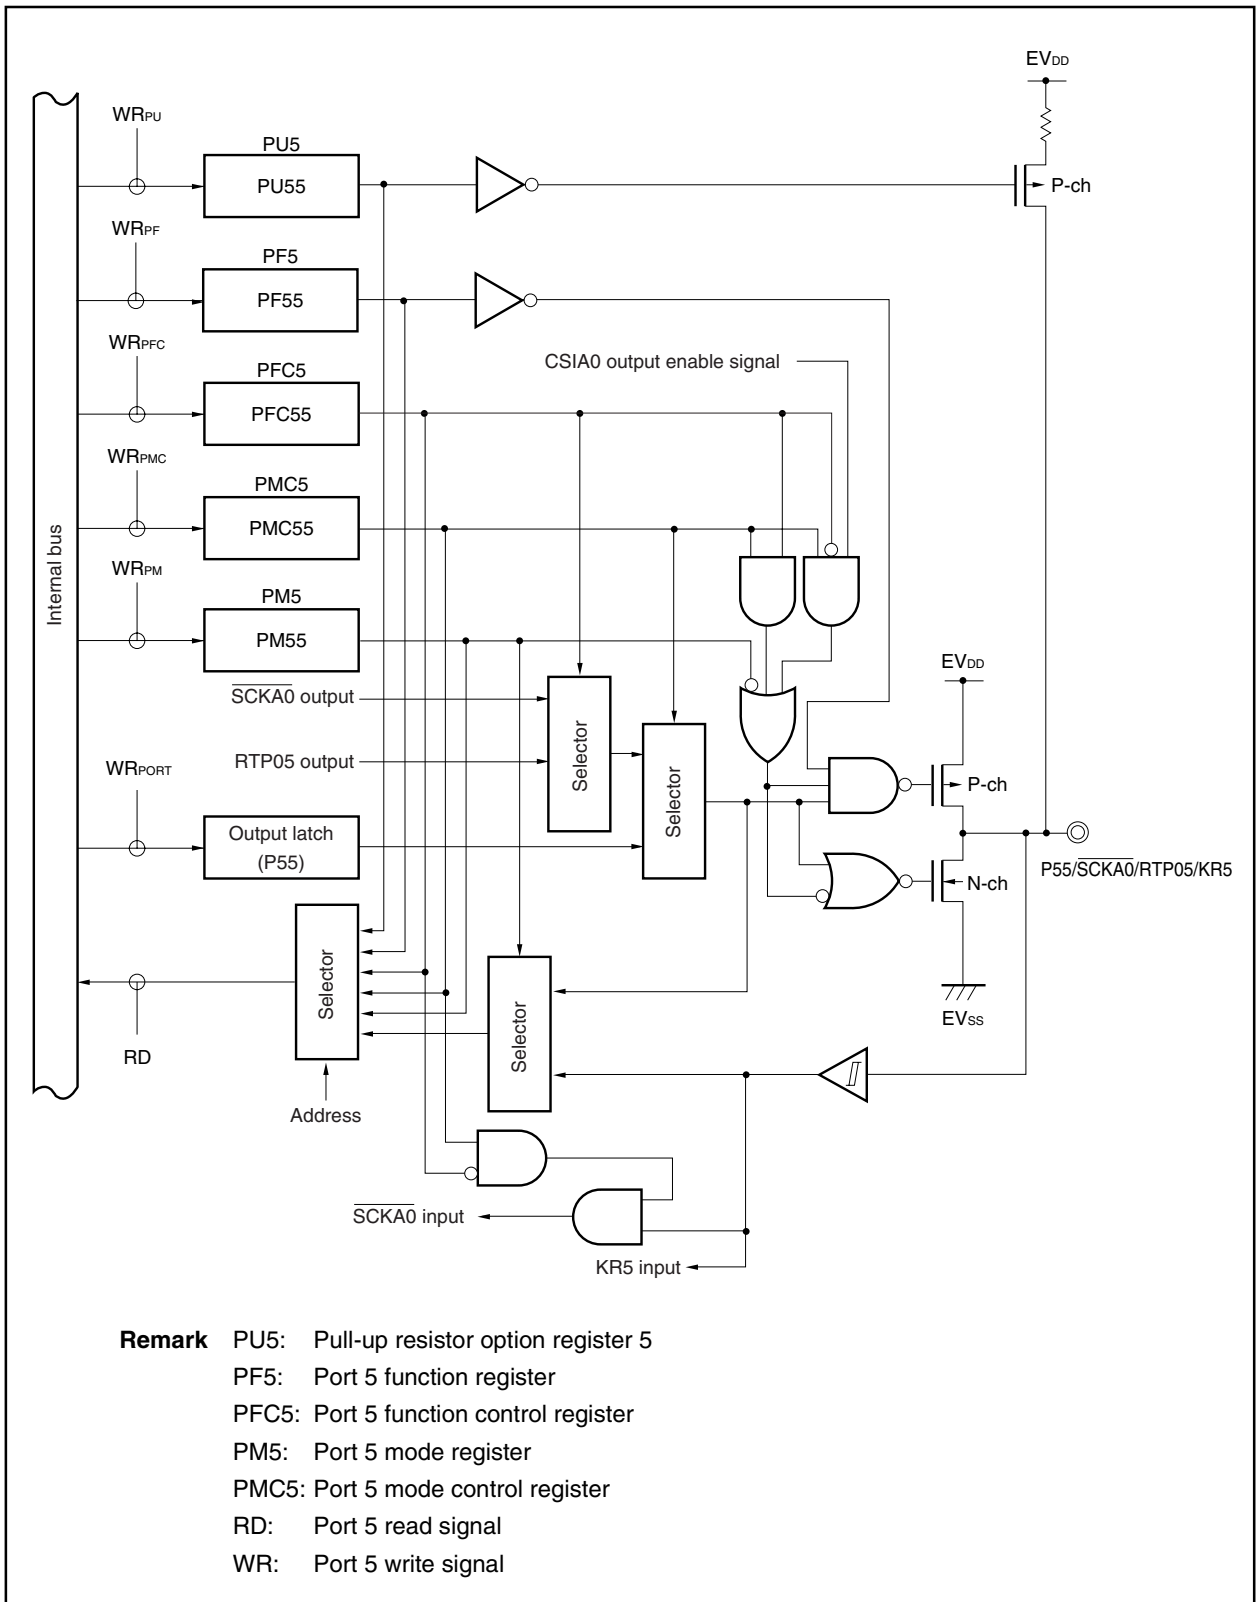 EVDD
WRPU
PU5
PU55
P-ch
WRPF
PF5
PF55
WRPFC
CSIA0 output enable signal
PFC5
PFC55
WRPMC
PMC5
PMC55
Internal bus
WRPM
PM5
PM55
EVDD
SCKA0 output
Selector
RTP05 output
WRPORT
Selector
P-ch
Output latch
(P55)
P55/SCKA0/RTP05/KR5
N-ch
Selector
Selector
EVSS
RD
Address
SCKA0 input
KR5 input
Remark PU5: Pull-up resistor option register 5
PF5: Port 5 function register
PFC5: Port 5 function control register
PM5: Port 5 mode register
PMC5: Port 5 mode control register
RD: Port 5 read signal
WR: Port 5 write signal